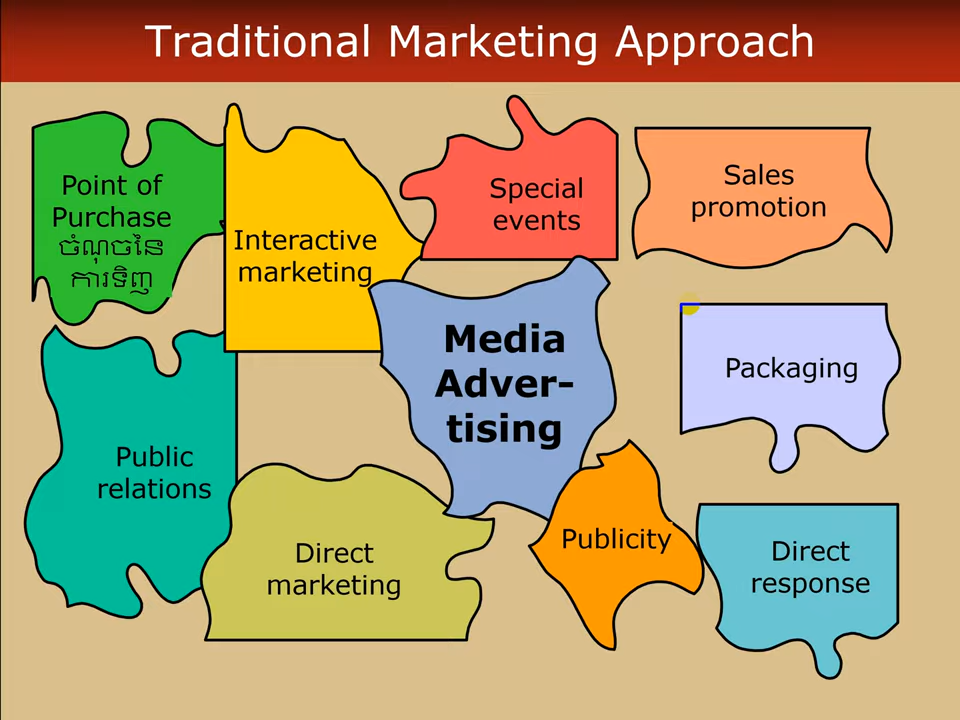 Traditional Marketing Approach
Point of
Purchase
ចំណុចនៃ
ការទិញ
Interactive
marketing
Special
events
Sales
promotion
Media
Adver-
tising
Packaging
Public
relations
Direct
marketing
Publicity
Direct
response